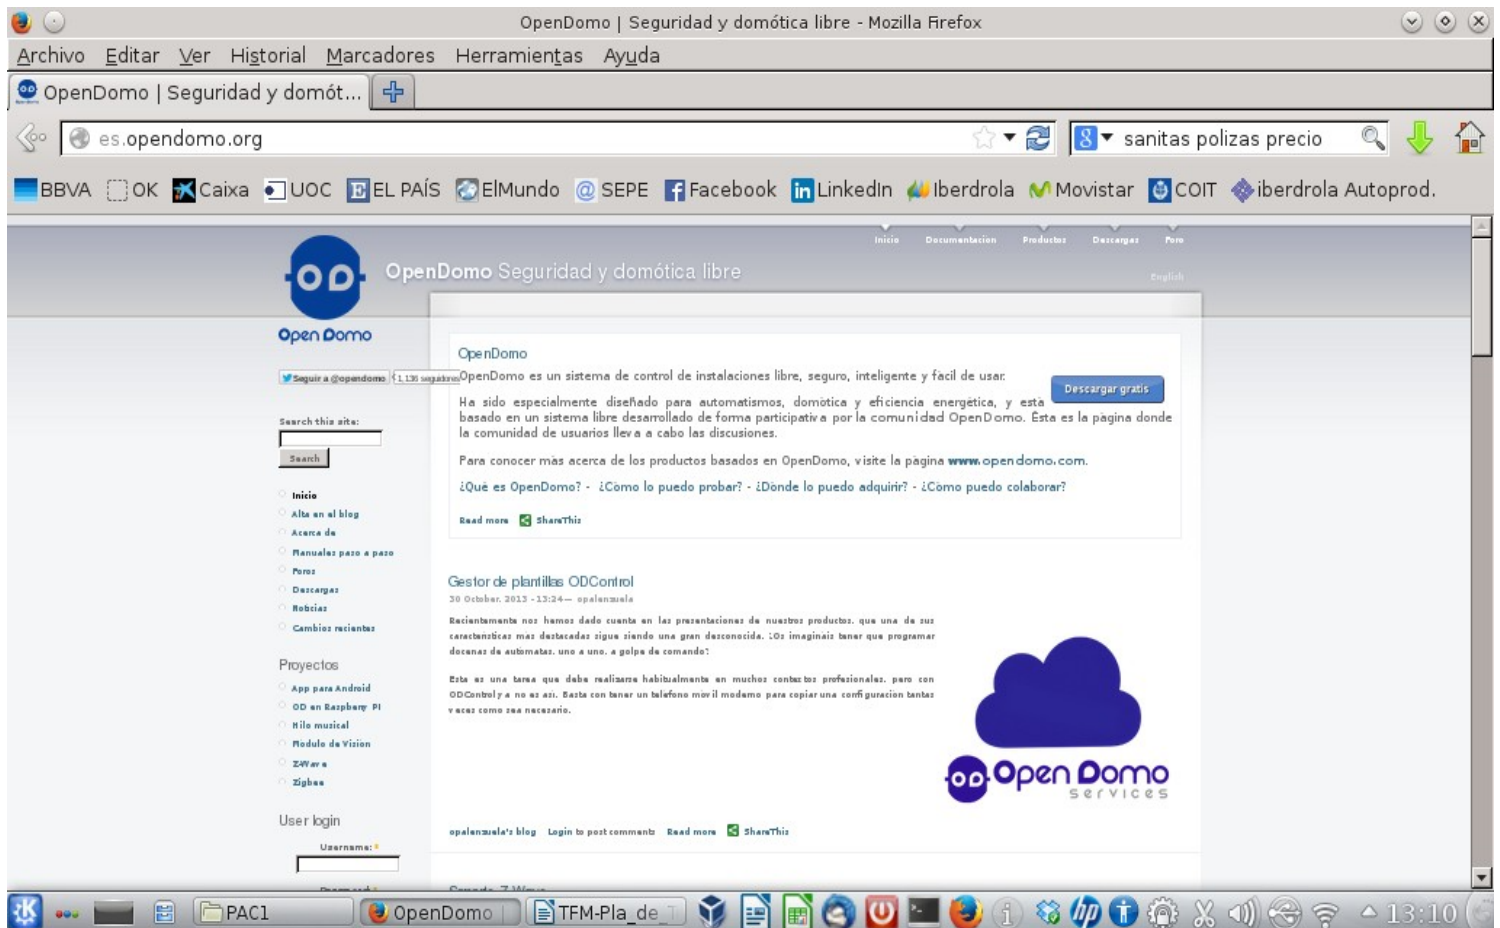 OpenDomo | Seguridad y domótica libre - Mozilla Firefox
Archivo Editar Ver Historial Marcadores Herramientas Ayuda
OpenDomo | Seguridad y domót...
es.opendomo.org
sanitas polizas precio
BBVA OK Caixa UOC EL PAÍS ElMundo SEPE Facebook LinkedIn Iberdrola Movistar COIT iberdrola Autoprod.
Inicio Documentacion Productos Descargas Foro
OpenDomo Seguridad y domótica libre
English
Open Domo
Seguir a @opendomo 1,136 seguidores
Search this site:
Search
Inicio
Alta en el blog
Acerca de
Manuales paso a paso
Foros
Descargas
Noticias
Cambios recientes
Proyectos
App para Android
OD en Raspberry PI
Hilo musical
Modulo de Vision
Z-Wave
Zigbee
User login
Username: *
OpenDomo
OpenDomo es un sistema de control de instalaciones libre, seguro, inteligente y fácil de usar.
Descargar gratis
Ha sido especialmente diseñado para automatismos, domótica y eficiencia energética, y está
basado en un sistema libre desarrollado de forma participativa por la comunidad OpenDomo. Ésta es la página donde
la comunidad de usuarios lleva a cabo las discusiones.
Para conocer más acerca de los productos basados en OpenDomo, visite la página www.opendomo.com.
¿Qué es OpenDomo? - ¿Cómo lo puedo probar? - ¿Dónde lo puedo adquirir? - ¿Cómo puedo colaborar?
Read more ShareThis
Gestor de plantillas ODControl
30 October, 2013 - 13:24 — opalenzuela
Recientemente nos hemos dado cuenta en las presentaciones de nuestros productos, que una de sus
características más destacadas sigue siendo una gran desconocida. ¿Os imagináis tener que programar
docenas de autómatas, uno a uno, a golpe de comando?
Esta es una tarea que debe realizarse habitualmente en muchos contextos profesionales, pero con
ODControl ya no es así. Basta con tener un teléfono móvil moderno para copiar una configuración tantas
veces como sea necesario.
Open Domo
services
opalenzuela's blog Login to post comments Read more ShareThis
PAC1 OpenDomo | TFM-Pla_de_T 13:10